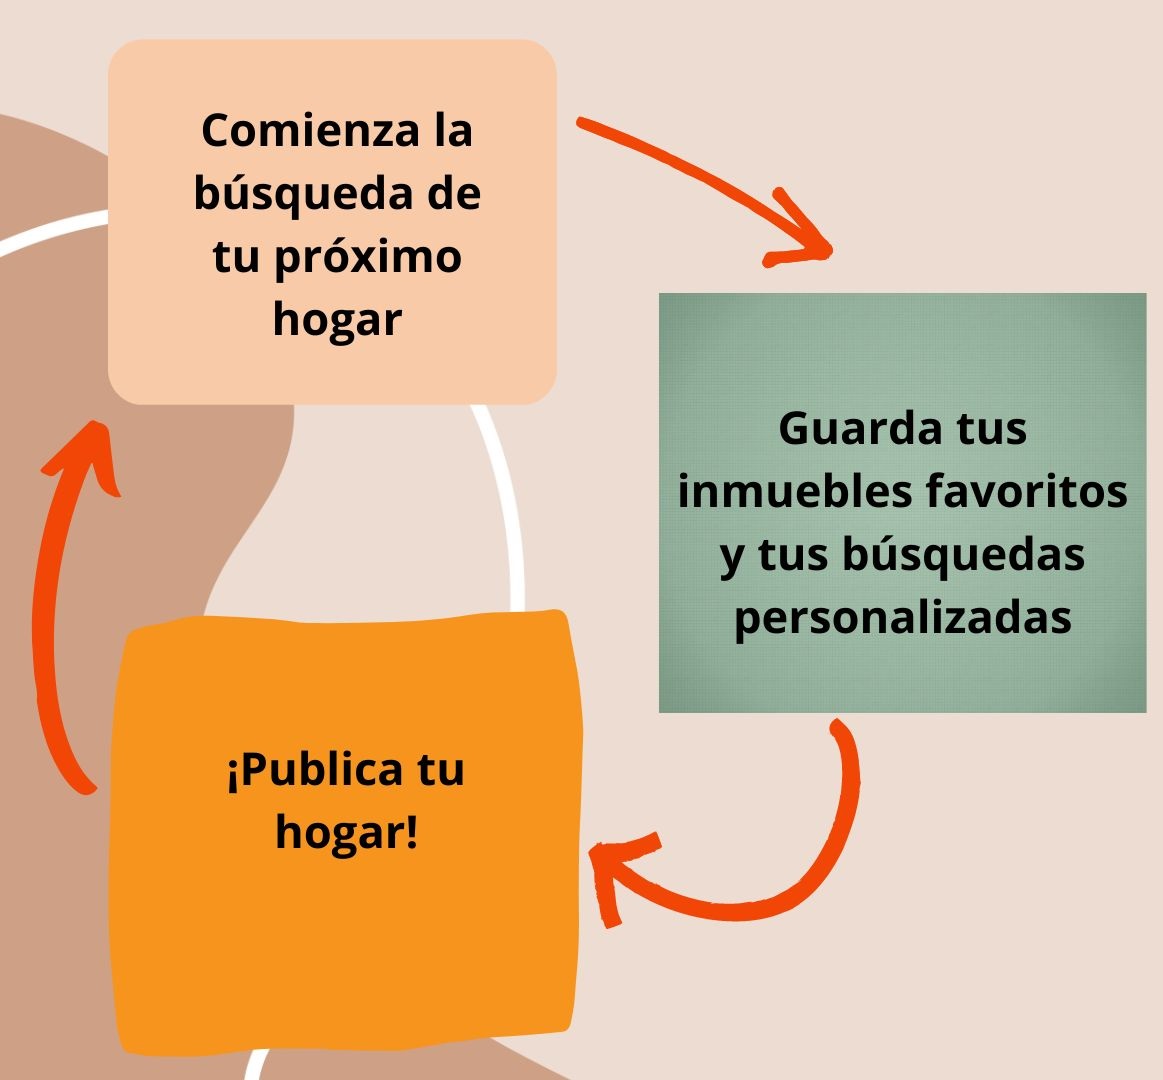 Comienza la
búsqueda de
tu próximo
hogar
Guarda tus
inmuebles favoritos
y tus búsquedas
personalizadas
¡Publica tu
hogar!